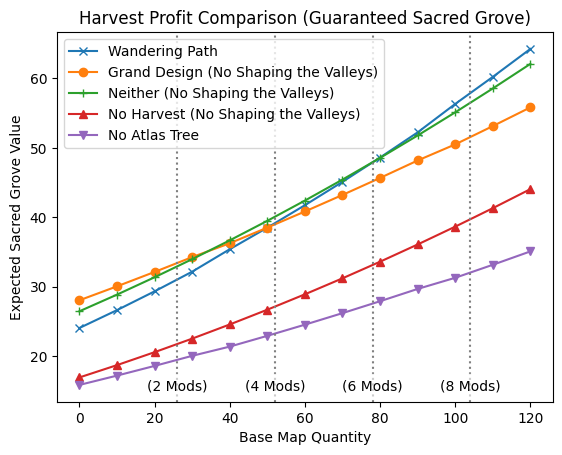 Harvest Profit Comparison (Guaranteed Sacred Grove)
Wandering Path
Grand Design (No Shaping the Valleys)
Neither (No Shaping the Valleys)
No Harvest (No Shaping the Valleys)
No Atlas Tree
Expected Sacred Grove Value
60
50
40
30
20
(2 Mods) (4 Mods) (6 Mods) (8 Mods)
0 20 40 60 80 100 120
Base Map Quantity